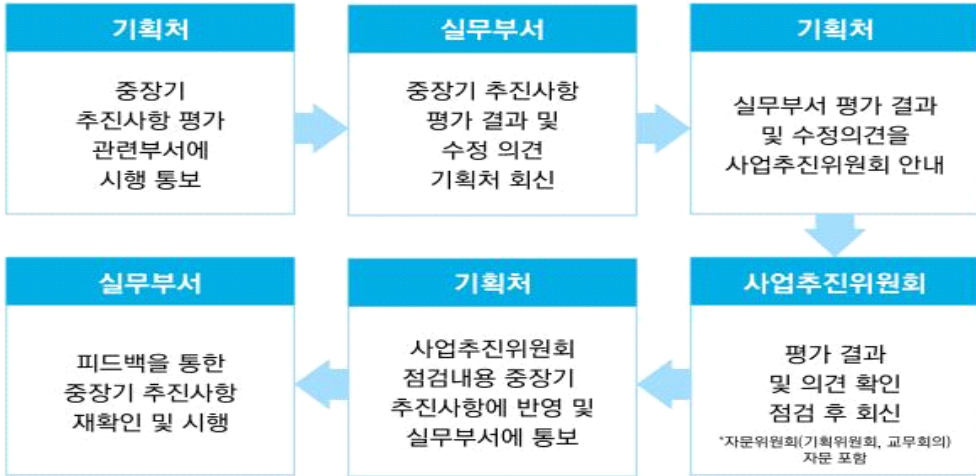 기획처
중장기
추진사항 평가
관련부서에
시행 통보
실무부서
중장기 추진사항
평가 결과 및
수정 의견
기획처 회신
기획처
실무부서 평가 결과
및 수정의견을
사업추진위원회 안내
사업추진위원회
평가 결과
및 의견 확인
점검 후 회신
*자문위원회(기획위원회, 교무회의)
자문 포함
기획처
사업추진위원회
점검내용 중장기
추진사항에 반영 및
실무부서에 통보
실무부서
피드백을 통한
중장기 추진사항
재확인 및 시행